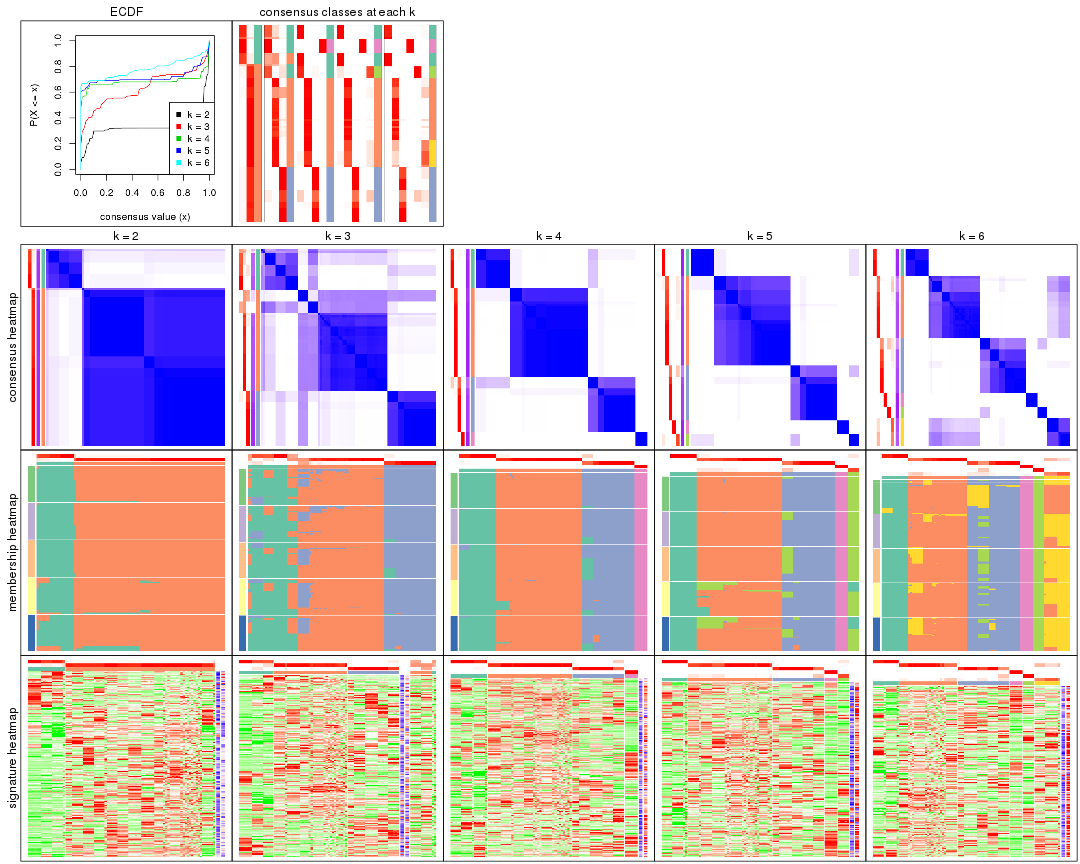 ECDF
consensus classes at each k
P(X <= x)
0.0 0.2 0.4 0.6 0.8 1.0
k = 2
k = 3
k = 4
k = 5
k = 6
0.0 0.2 0.4 0.6 0.8 1.0
consensus value (x)
k = 2
k = 3
k = 4
k = 5
k = 6
consensus heatmap
membership heatmap
signature heatmap